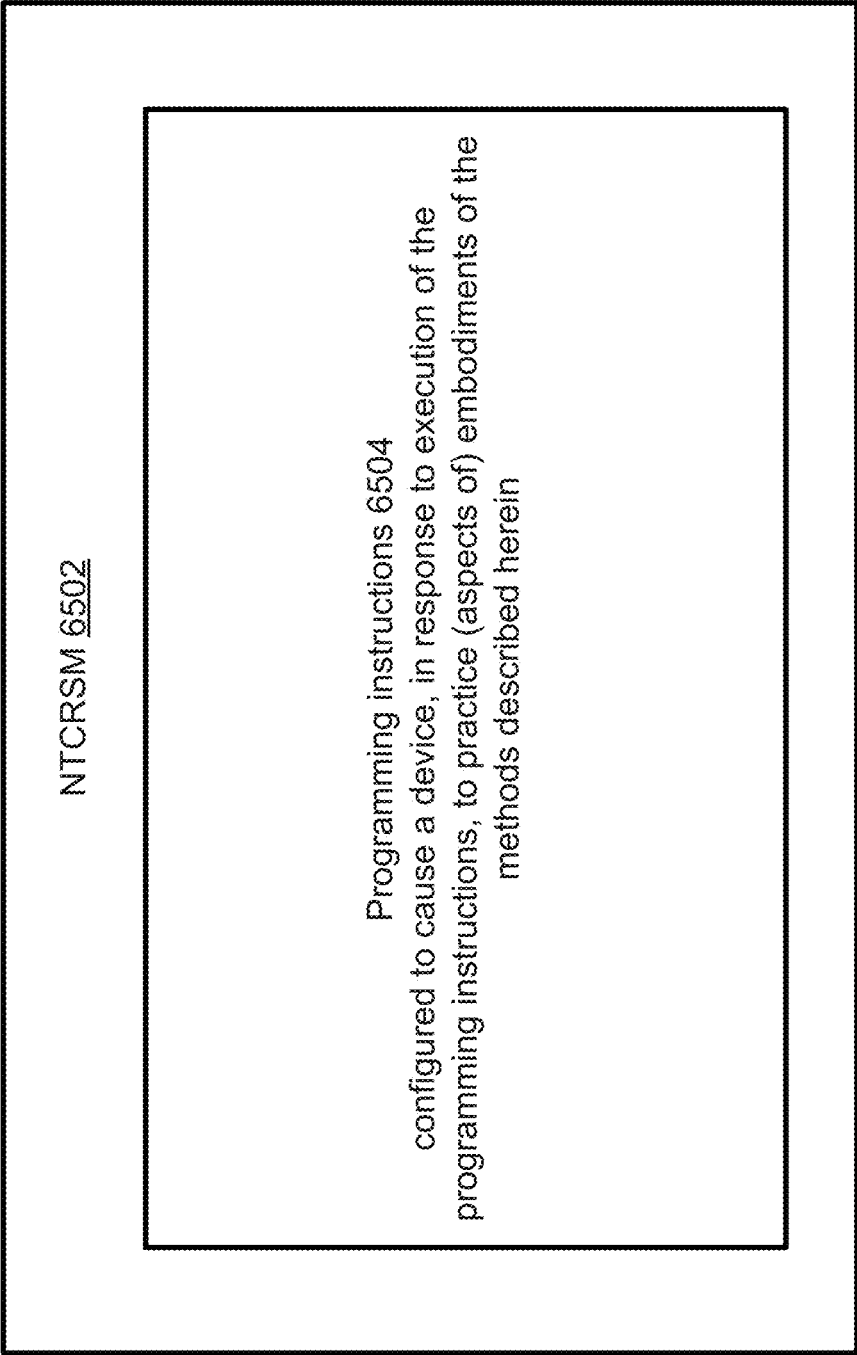 NTCRSM 6502
Programming instructions 6504
configured to cause a device, in response to execution of the
programming instructions, to practice (aspects of) embodiments of the
methods described herein